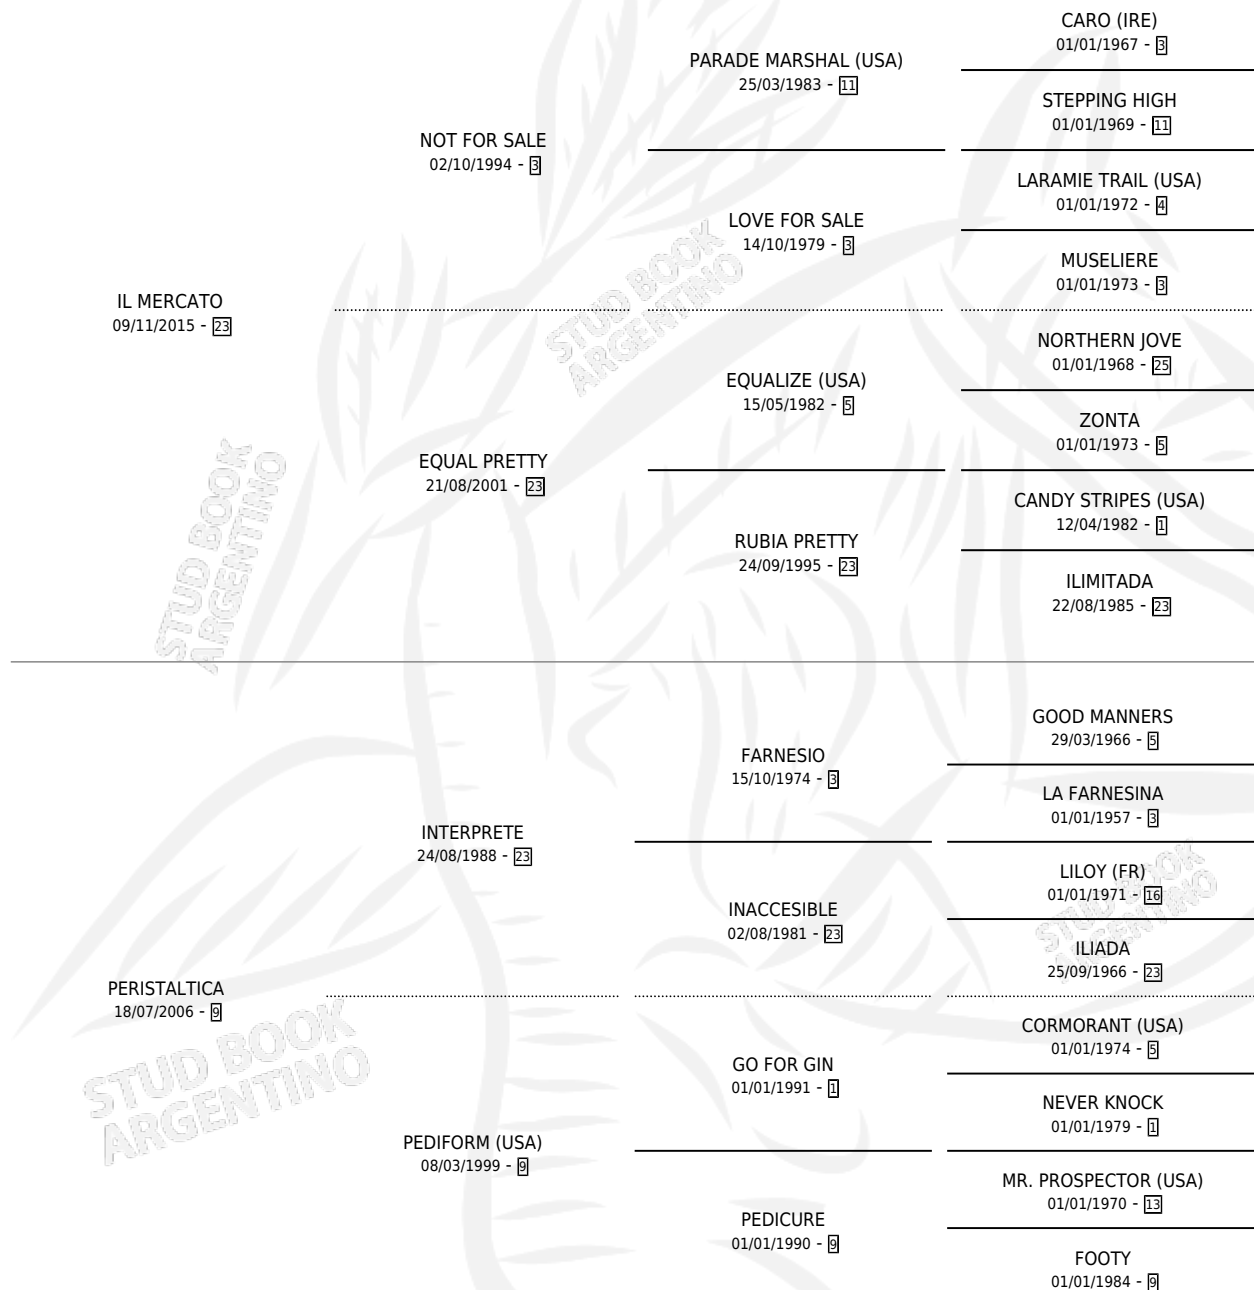 CARO (IRE)
01/01/1967 - 3
PARADE MARSHAL (USA)
25/03/1983 - 11
STEPPING HIGH
01/01/1969 - 11
NOT FOR SALE
02/10/1994 - 3
LARAMIE TRAIL (USA)
01/01/1972 - 4
LOVE FOR SALE
14/10/1979 - 3
MUSELIERE
01/01/1973 - 3
IL MERCATO
09/11/2015 - 23
STUD BOOK
ARGENTINO
NORTHERN JOVE
01/01/1968 - 25
EQUALIZE (USA)
15/05/1982 - 5
ZONTA
01/01/1973 - 5
EQUAL PRETTY
21/08/2001 - 23
CANDY STRIPES (USA)
12/04/1982 - 1
RUBIA PRETTY
24/09/1995 - 23
ILIMITADA
22/08/1985 - 23
STUD BOOK
ARGENTINO
GOOD MANNERS
29/03/1966 - 5
FARNESIO
15/10/1974 - 3
LA FARNESINA
01/01/1957 - 3
INTERPRETE
24/08/1988 - 23
LILOY (FR)
01/01/1971 - 16
INACCESIBLE
02/08/1981 - 23
ILIADA
25/09/1966 - 23
STUD BOOK
ARGENTINO
PERISTALTICA
18/07/2006 - 9
CORMORANT (USA)
01/01/1974 - 5
GO FOR GIN
01/01/1991 - 1
NEVER KNOCK
01/01/1979 - 1
STUD BOOK
ARGENTINO
PEDIFORM (USA)
08/03/1999 - 9
MR. PROSPECTOR (USA)
01/01/1970 - 13
PEDICURE
01/01/1990 - 9
FOOTY
01/01/1984 - 9